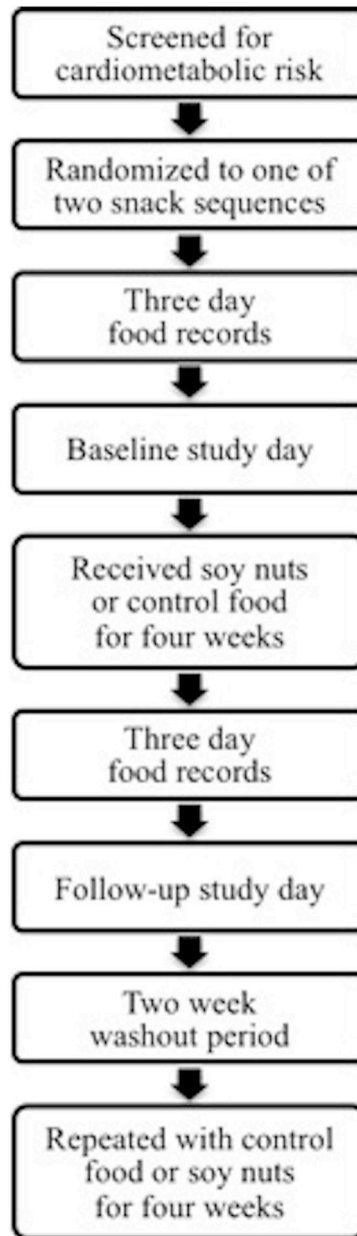 Screened for
cardiometabolic risk
Randomized to one of
two snack sequences
Three day
food records
Baseline study day
Received soy nuts
or control food
for four weeks
Three day
food records
Follow-up study day
Two week
washout period
Repeated with control
food or soy nuts
for four weeks